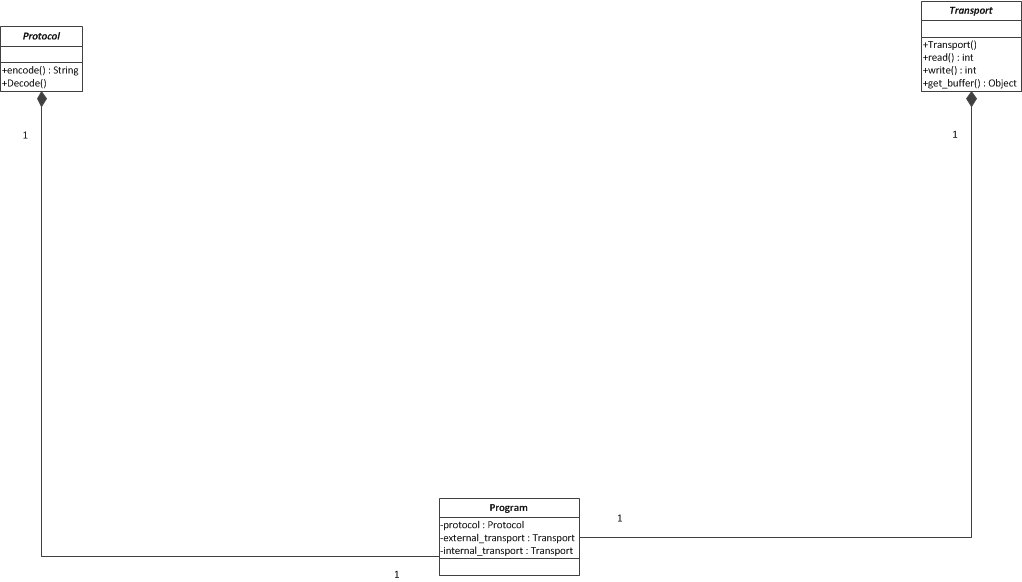 Protocol
+encode() : String
+Decode()
1
Transport
+Transport()
+read() : int
+write() : int
+get_buffer() : Object
1
Program
-protocol : Protocol
-external_transport : Transport
-internal_transport : Transport
1
1